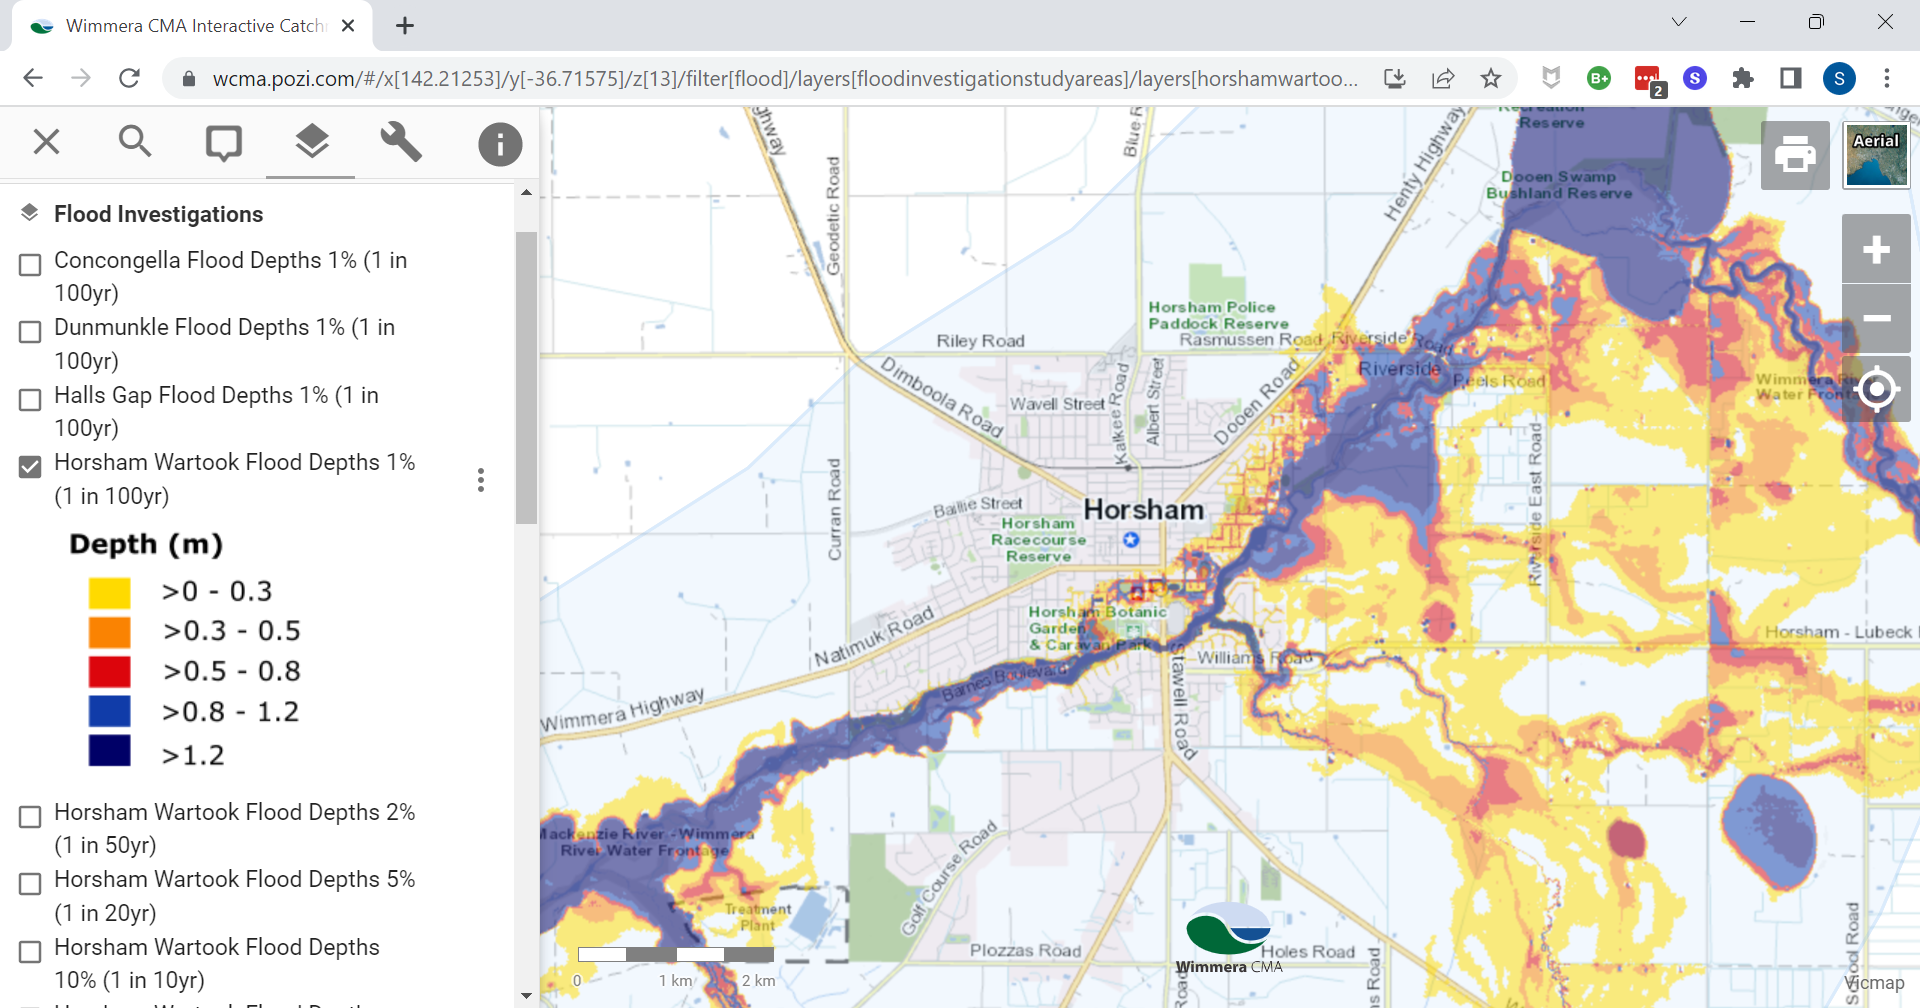 Wimmera CMA Interactive Catch
wcma.pozi.com/#/x[142.21253]/y[-36.71575]/z[13]/filter[flood]/layers[floodinvestigationstudyareas]/layers[horshamwartoo...
B+
2
S
S
Flood Investigations
Concongella Flood Depths 1% (1 in
100yr)
Dunmunkle Flood Depths 1% (1 in
100yr)
Halls Gap Flood Depths 1% (1 in
100yr)
Horsham Wartook Flood Depths 1%
(1 in 100yr)
Depth (m)
>0 - 0.3
>0.3 - 0.5
>0.5 - 0.8
>0.8 - 1.2
>1.2
Horsham Wartook Flood Depths 2%
(1 in 50yr)
Horsham Wartook Flood Depths 5%
(1 in 20yr)
Horsham Wartook Flood Depths
10% (1 in 10yr)
Reserve
Aerial
Dooen Swamp
Bushland Reserve
Henty Highway
Geodetic Road
Horsham Police
Paddock Reserve
Riley Road
Rasmussen Road
Riverside Road
Riverside
Peels Road
Dimboola Road
Wavell Street
Kalkee Road
Albert Street
Dooen Road
Curran Road
Riverside East Road
Baillie Street
Horsham
Horsham
Racecourse
Reserve
Horsham Botanic
Garden
& Caravan Park
Natimuk Road
Williams Road
Horsham - Lubeck
Barnes Boulevard
Stawell Road
Wimmera Highway
Mackenzie River - Wimmera
River Water Frontage
Golf Course Road
Treatment
Plant
Plozzas Road
Holes Road
Wimmera CMA
0
1 km
2 km
Vicmap